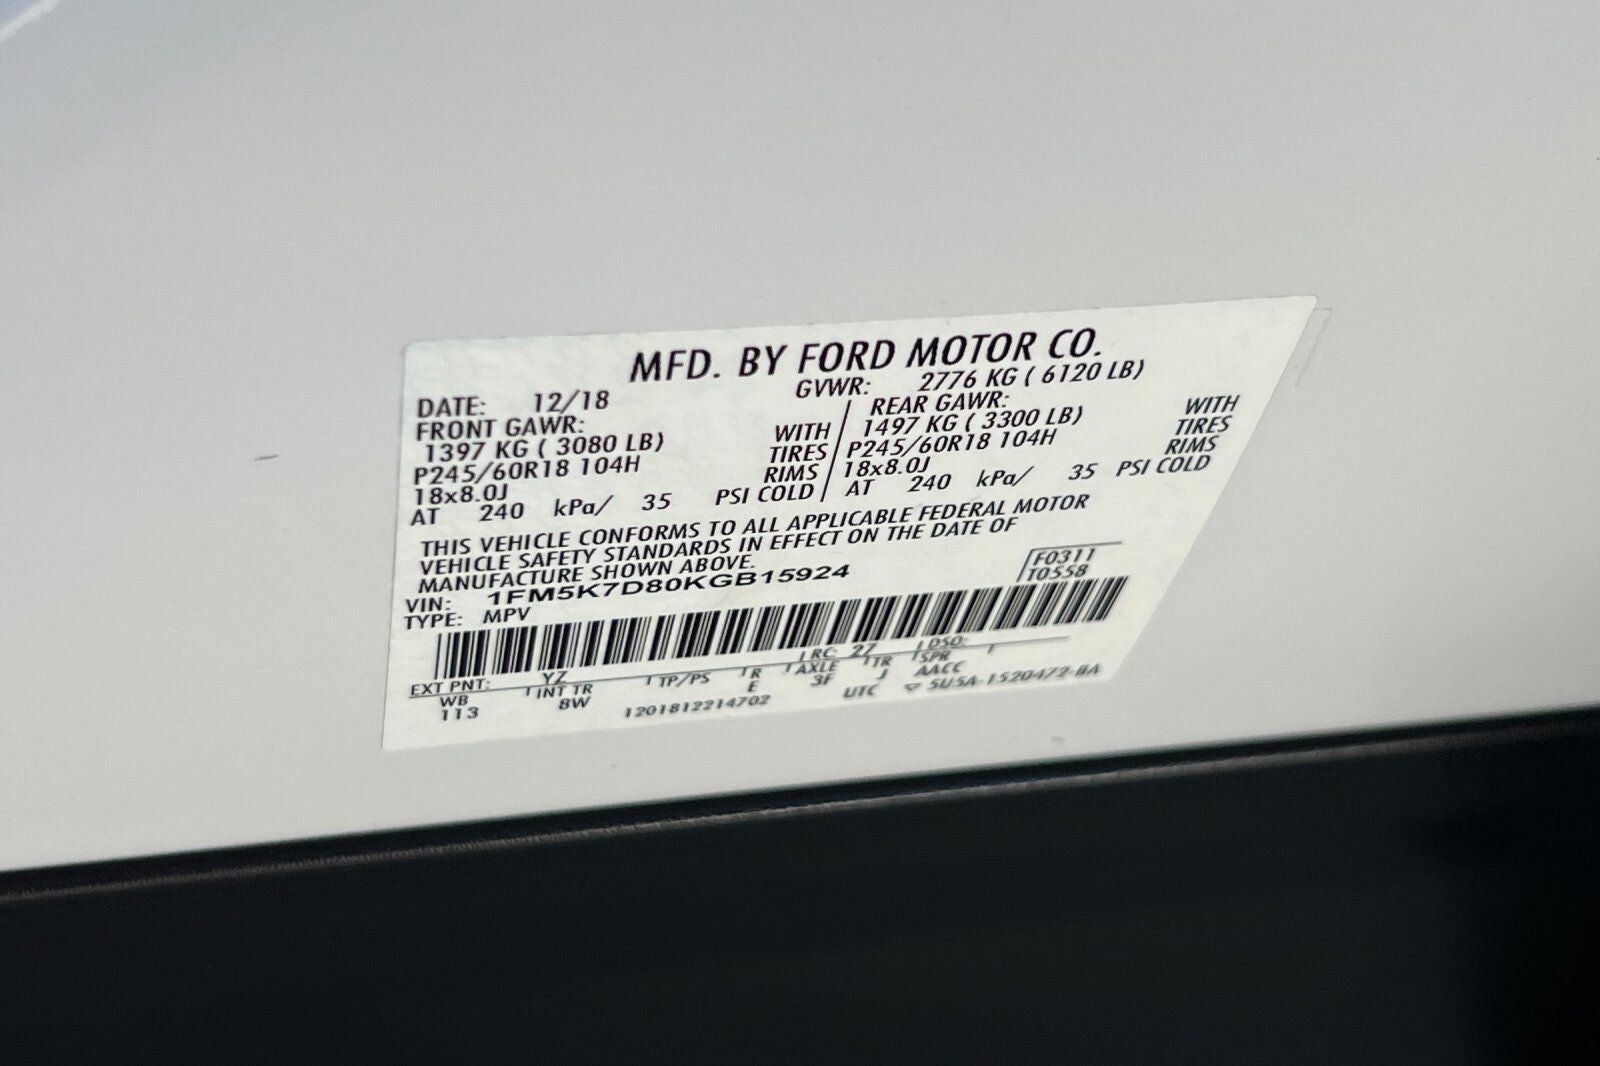 MFD. BY FORD MOTOR CO.
DATE: 12/18 GVWR: 2776 KG ( 6120 LB)
FRONT GAWR: REAR GAWR:
1397 KG ( 3080 LB) WITH 1497 KG ( 3300 LB) WITH
P245/60R18 104H TIRES P245/60R18 104H TIRES
18x8.0J RIMS 18x8.0J RIMS
AT 240 kPa/ 35 PSI COLD AT 240 kPa/ 35 PSI COLD
THIS VEHICLE CONFORMS TO ALL APPLICABLE FEDERAL MOTOR
VEHICLE SAFETY STANDARDS IN EFFECT ON THE DATE OF
MANUFACTURE SHOWN ABOVE.
F0311
VIN: 1FM5K7D80KGB15924
T0558
TYPE: MPV
EXT PNT: YZ RC: 27 DSO:
WB INT TR TP/PS R AXLE TR SPR
113 8W E 3F J AACC
1201812214702 UTC ▽ 5U5A-1520472-BA